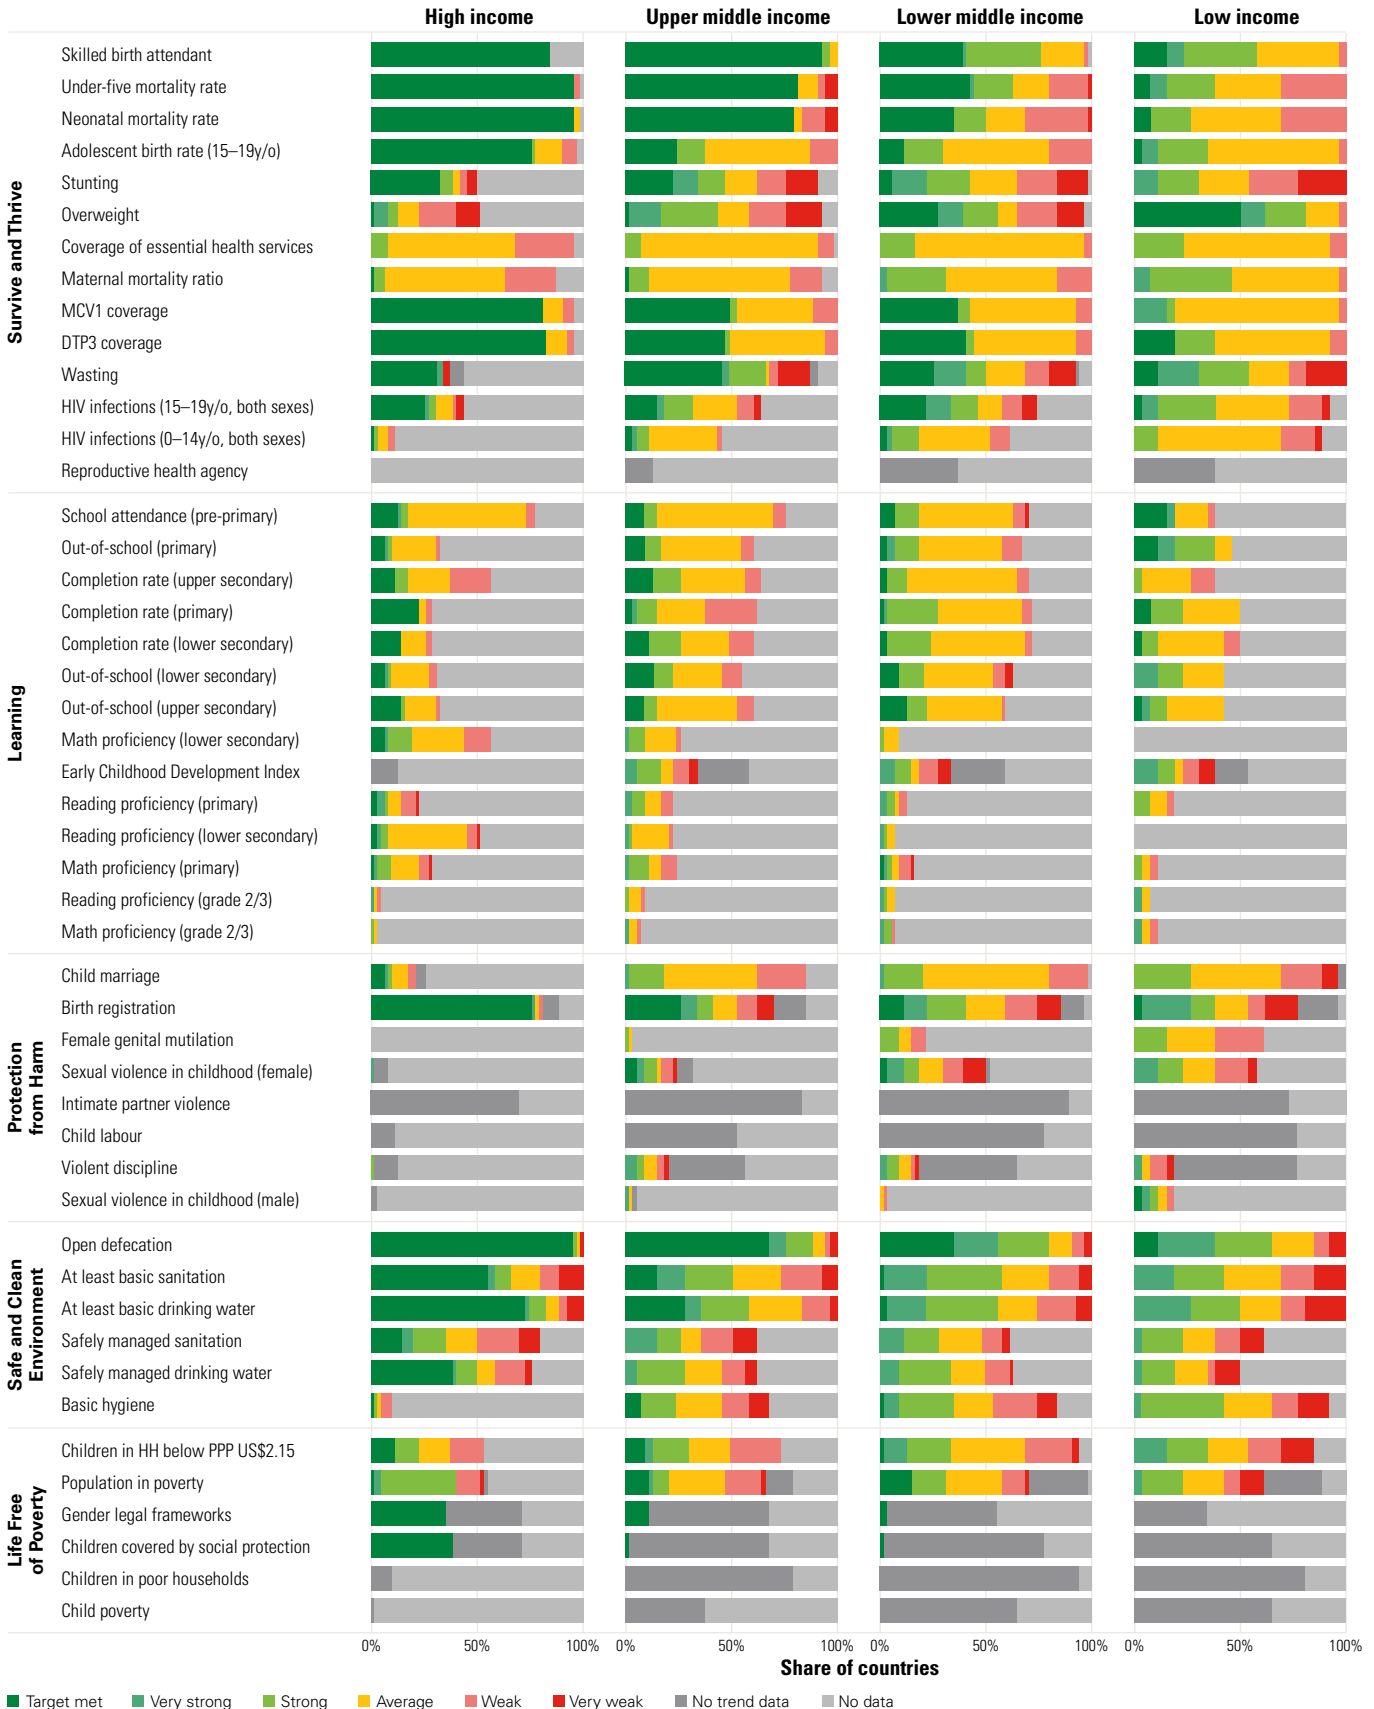 High income Upper middle income Lower middle income Low income
Survive and Thrive
Skilled birth attendant
Under-five mortality rate
Neonatal mortality rate
Adolescent birth rate (15–19y/o)
Stunting
Overweight
Coverage of essential health services
Maternal mortality ratio
MCV1 coverage
DTP3 coverage
Wasting
HIV infections (15–19y/o, both sexes)
HIV infections (0–14y/o, both sexes)
Reproductive health agency
Learning
School attendance (pre-primary)
Out-of-school (primary)
Completion rate (upper secondary)
Completion rate (primary)
Completion rate (lower secondary)
Out-of-school (lower secondary)
Out-of-school (upper secondary)
Math proficiency (lower secondary)
Early Childhood Development Index
Reading proficiency (primary)
Reading proficiency (lower secondary)
Math proficiency (primary)
Reading proficiency (grade 2/3)
Math proficiency (grade 2/3)
Protection
from Harm
Child marriage
Birth registration
Female genital mutilation
Sexual violence in childhood (female)
Intimate partner violence
Child labour
Violent discipline
Sexual violence in childhood (male)
Safe and Clean
Environment
Open defecation
At least basic sanitation
At least basic drinking water
Safely managed sanitation
Safely managed drinking water
Basic hygiene
Life Free
of Poverty
Children in HH below PPP US$2.15
Population in poverty
Gender legal frameworks
Children covered by social protection
Children in poor households
Child poverty
0% 50% 100% 0% 50% 100% 0% 50% 100% 0% 50% 100%
Share of countries
Target met Very strong Strong Average Weak Very weak No trend data No data